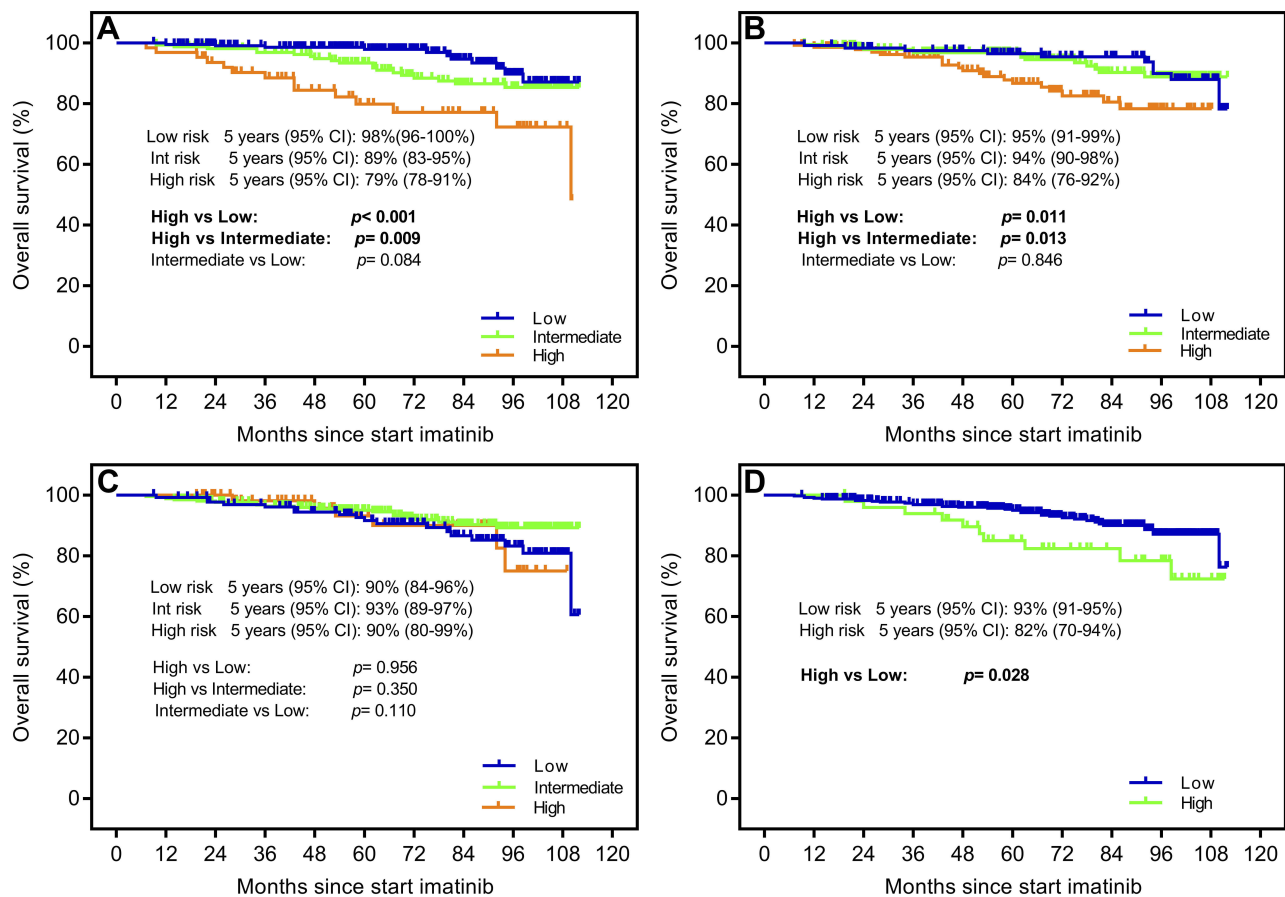 A
100
80
60
40
20
0
Overall survival (%)
Low risk 5 years (95% CI): 98%(96-100%)
Int risk 5 years (95% CI): 89% (83-95%)
High risk 5 years (95% CI): 79% (78-91%)
High vs Low: p< 0.001
High vs Intermediate: p= 0.009
Intermediate vs Low: p= 0.084
Low
Intermediate
High
0 12 24 36 48 60 72 84 96 108 120
Months since start imatinib
B
100
80
60
40
20
0
Overall survival (%)
Low risk 5 years (95% CI): 95% (91-99%)
Int risk 5 years (95% CI): 94% (90-98%)
High risk 5 years (95% CI): 84% (76-92%)
High vs Low: p= 0.011
High vs Intermediate: p= 0.013
Intermediate vs Low: p= 0.846
Low
Intermediate
High
0 12 24 36 48 60 72 84 96 108 120
Months since start imatinib
C
100
80
60
40
20
0
Overall survival (%)
Low risk 5 years (95% CI): 90% (84-96%)
Int risk 5 years (95% CI): 93% (89-97%)
High risk 5 years (95% CI): 90% (80-99%)
High vs Low: p= 0.956
High vs Intermediate: p= 0.350
Intermediate vs Low: p= 0.110
Low
Intermediate
High
0 12 24 36 48 60 72 84 96 108 120
Months since start imatinib
D
100
80
60
40
20
0
Overall survival (%)
Low risk 5 years (95% CI): 93% (91-95%)
High risk 5 years (95% CI): 82% (70-94%)
High vs Low: p= 0.028
Low
High
0 12 24 36 48 60 72 84 96 108 120
Months since start imatinib